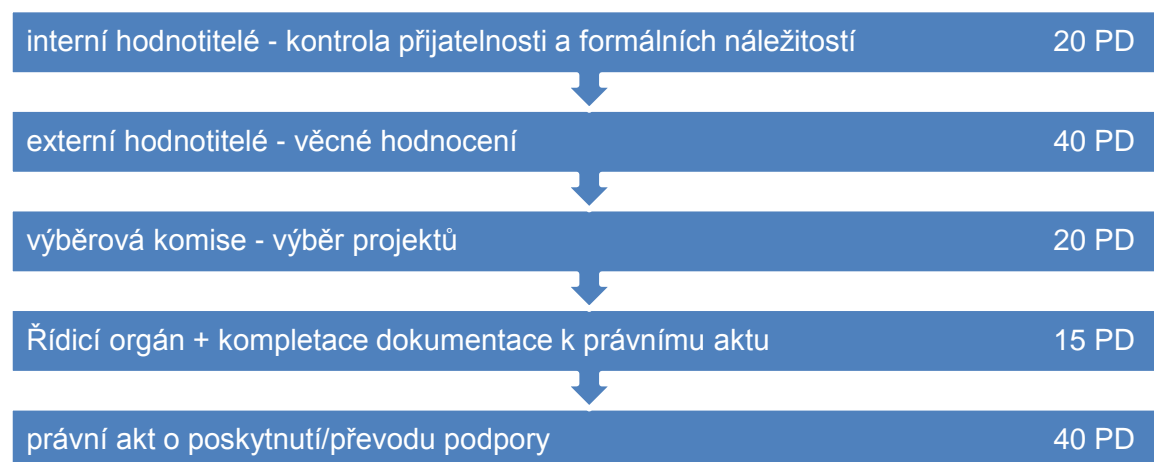 interní hodnotitelé - kontrola přijatelnosti a formálních náležitostí 20 PD
externí hodnotitelé - věcné hodnocení 40 PD
výběrová komise - výběr projektů 20 PD
Řídicí orgán + kompletace dokumentace k právnímu aktu 15 PD
právní akt o poskytnutí/převodu podpory 40 PD